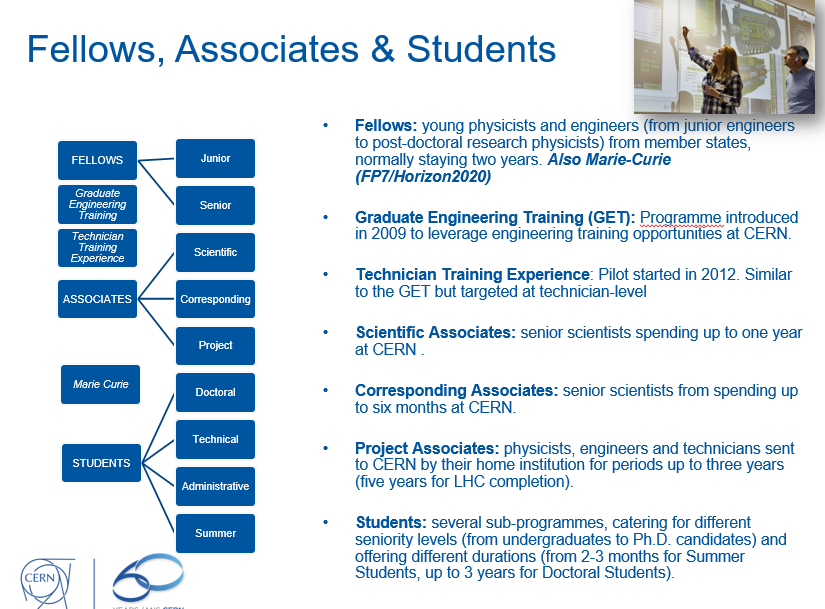 Fellows, Associates & Students
FELLOWS
Graduate
Engineering
Training
Technician
Training
Experience
ASSOCIATES
Marie Curie
STUDENTS
Junior
Senior
Scientific
Corresponding
Project
Doctoral
Technical
Administrative
Summer
• Fellows: young physicists and engineers (from junior engineers
to post-doctoral research physicists) from member states,
normally staying two years. Also Marie-Curie
(FP7/Horizon2020)
• Graduate Engineering Training (GET): Programme introduced
in 2009 to leverage engineering training opportunities at CERN.
• Technician Training Experience: Pilot started in 2012. Similar
to the GET but targeted at technician-level
• Scientific Associates: senior scientists spending up to one year
at CERN .
• Corresponding Associates: senior scientists from spending up
to six months at CERN.
• Project Associates: physicists, engineers and technicians sent
to CERN by their home institution for periods up to three years
(five years for LHC completion).
• Students: several sub-programmes, catering for different
seniority levels (from undergraduates to Ph.D. candidates) and
offering different durations (from 2-3 months for Summer
Students, up to 3 years for Doctoral Students).
CERN
60
YEARS/ANS CERN